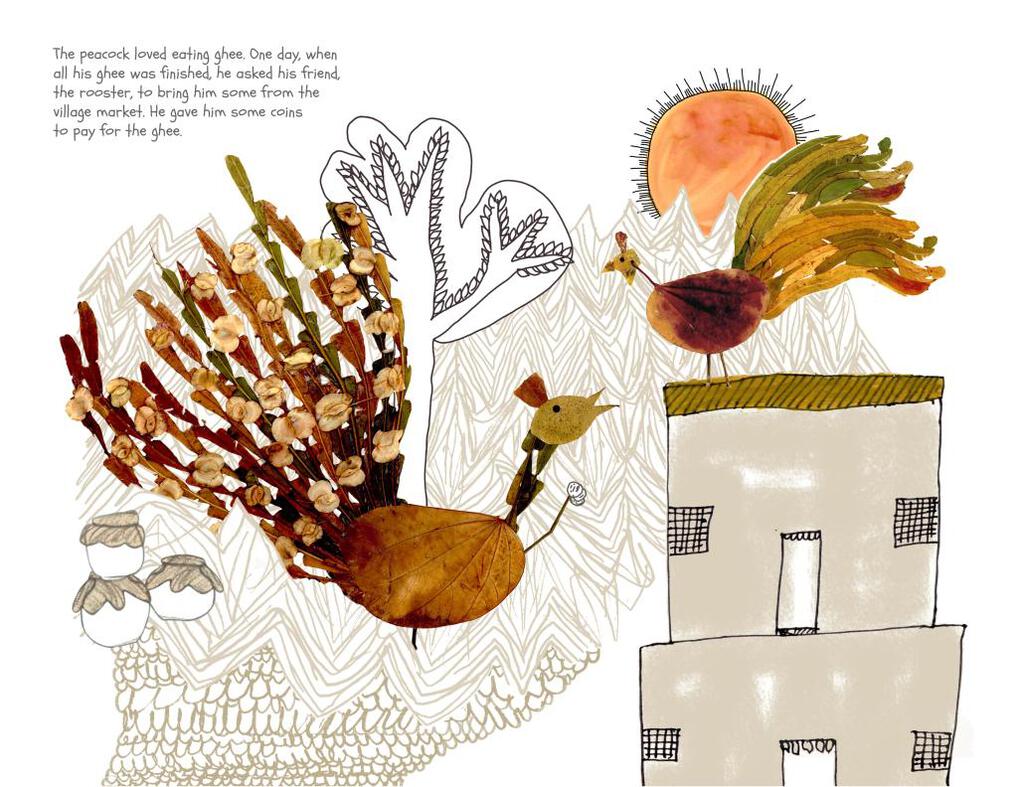 The peacock loved eating ghee. One day, when
all his ghee was finished, he asked his friend,
the rooster, to bring him some from the
village market. He gave him some coins
to pay for the ghee.